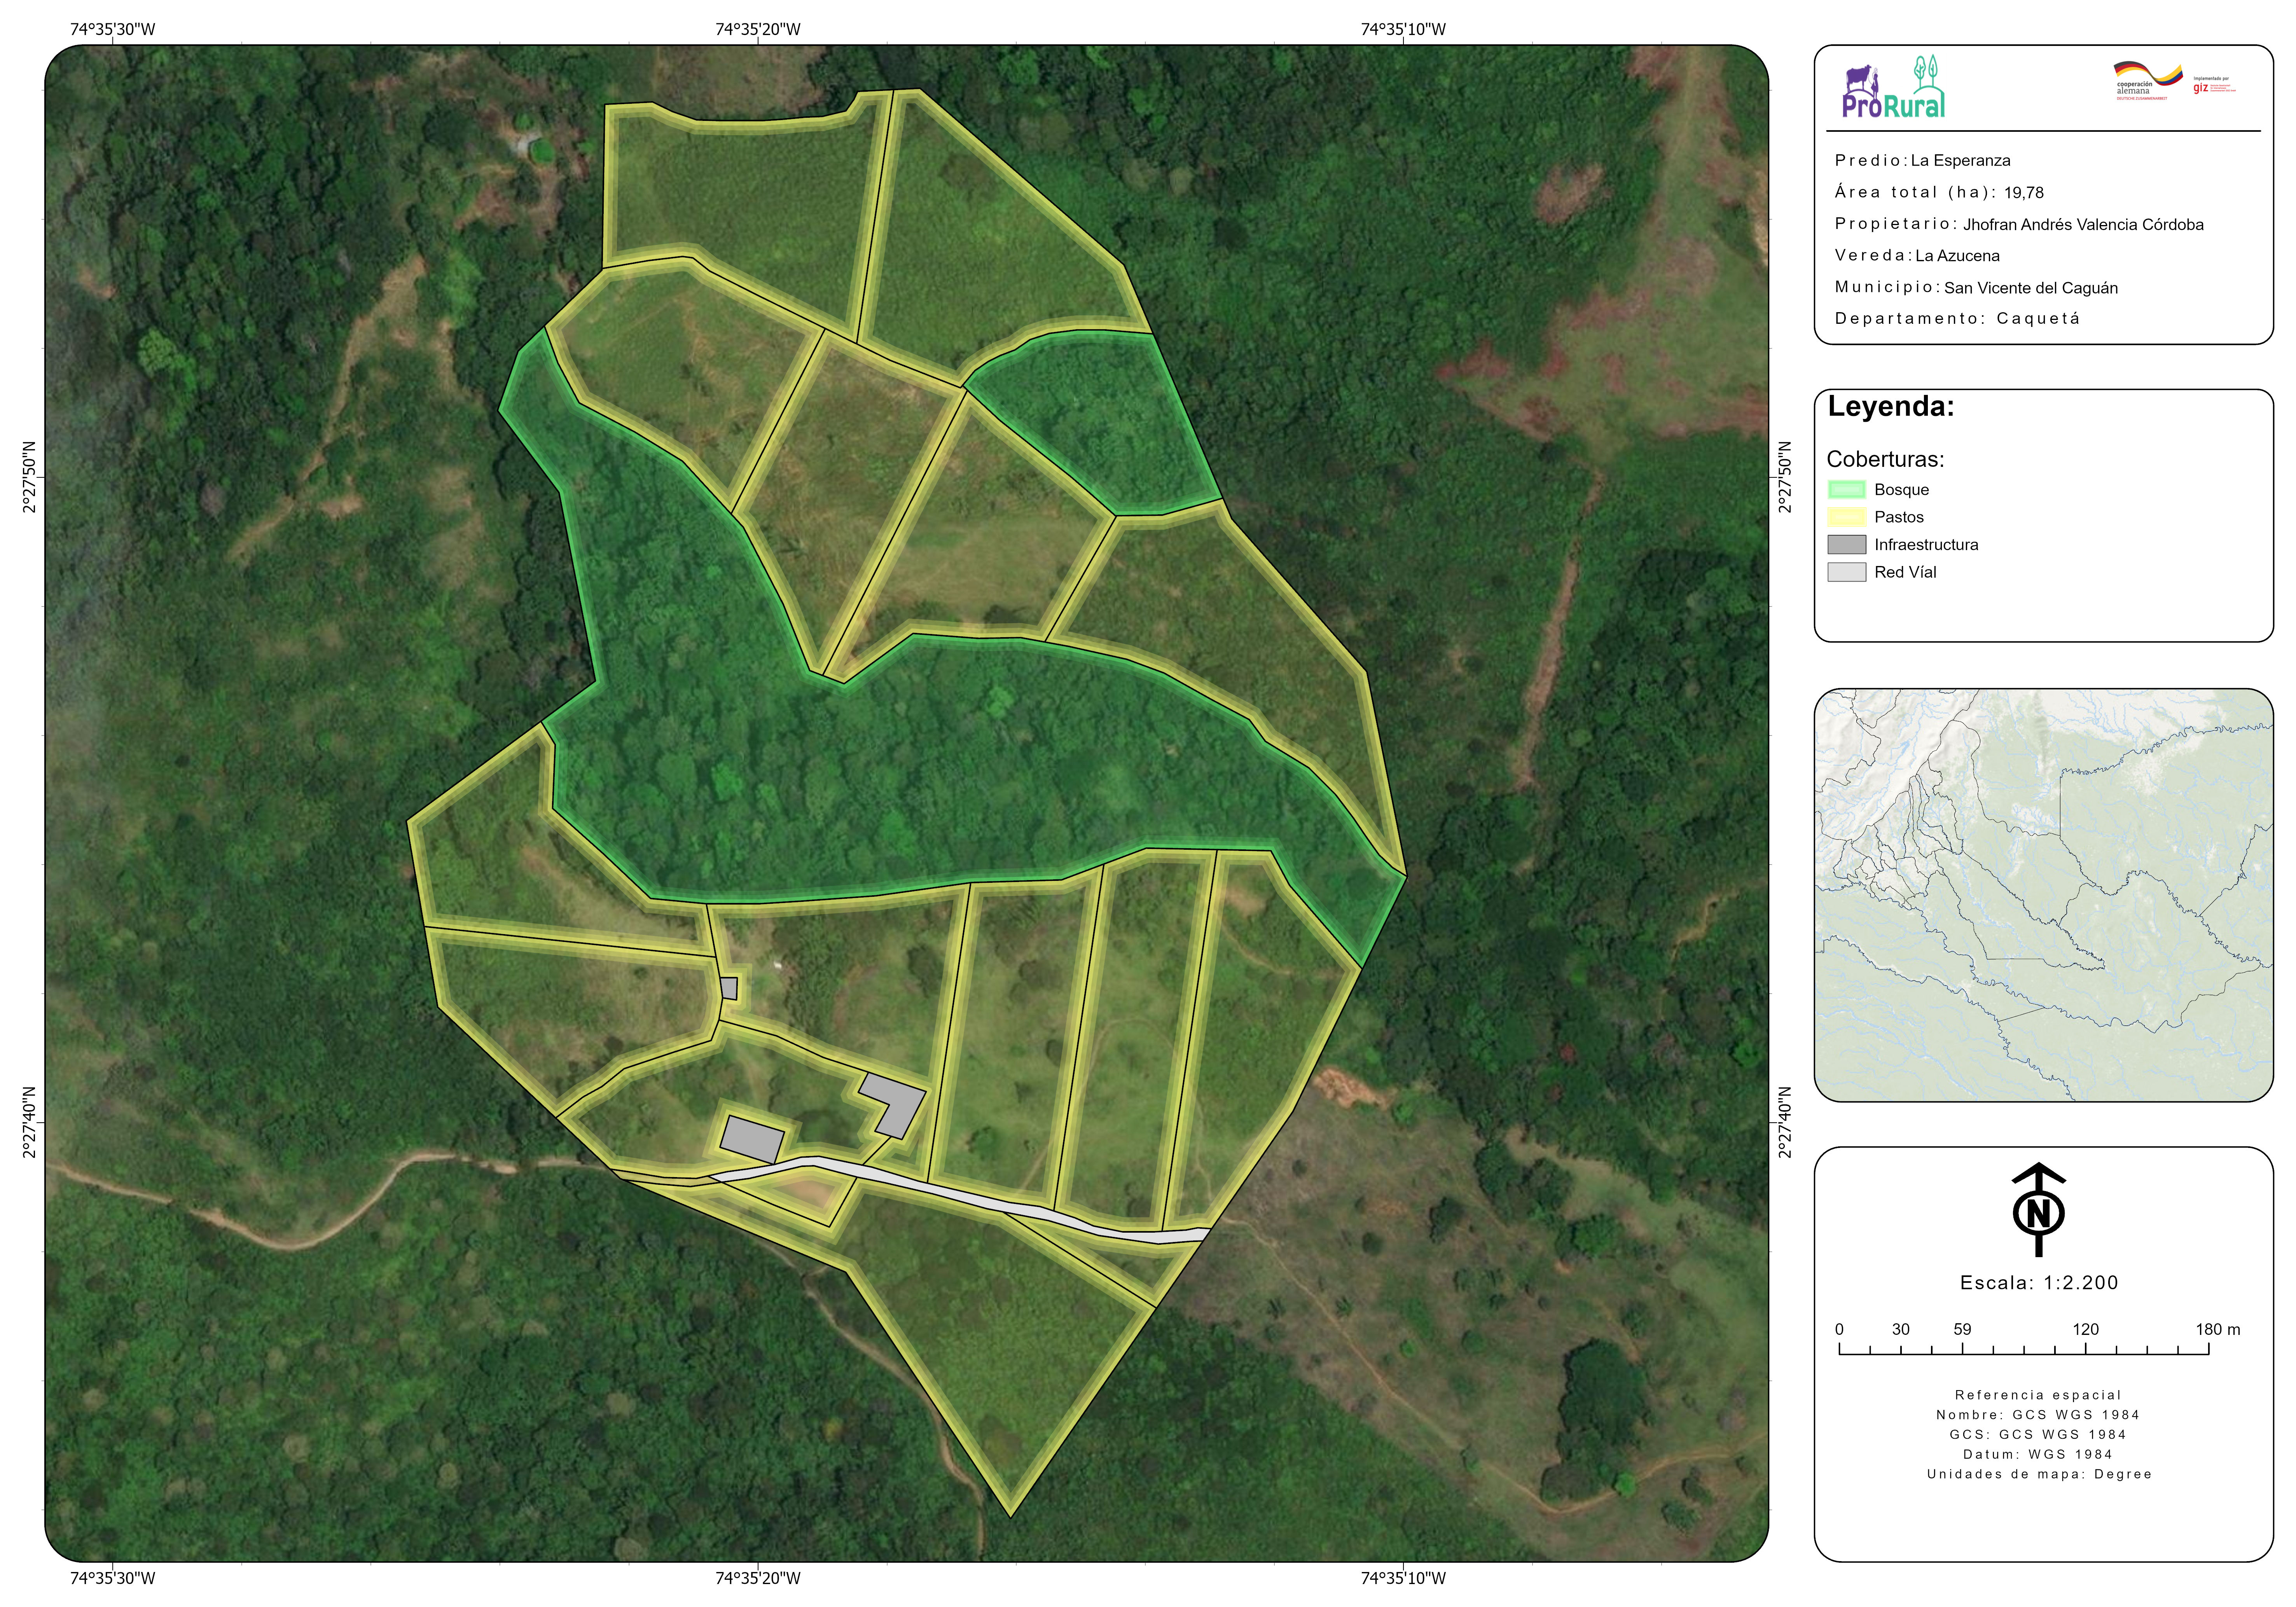 74°35'30"W 74°35'20"W 74°35'10"W
2°27'50"N 2°27'50"N
2°27'40"N 2°27'40"N
74°35'30"W 74°35'20"W 74°35'10"W
ProRural
cooperación
alemana
DEUTSCHE ZUSAMMENARBEIT
Implementada por
giz
Predio: La Esperanza
Área total (ha): 19,78
Propietario: Jhofran Andrés Valencia Córdoba
Vereda: La Azucena
Municipio: San Vicente del Caguán
Departamento: Caquetá
Leyenda:
Coberturas:
Bosque
Pastos
Infraestructura
Red Víal
N
Escala: 1:2.200
0 30 59 120 180 m
Referencia espacial
Nombre: GCS WGS 1984
GCS: GCS WGS 1984
Datum: WGS 1984
Unidades de mapa: Degree